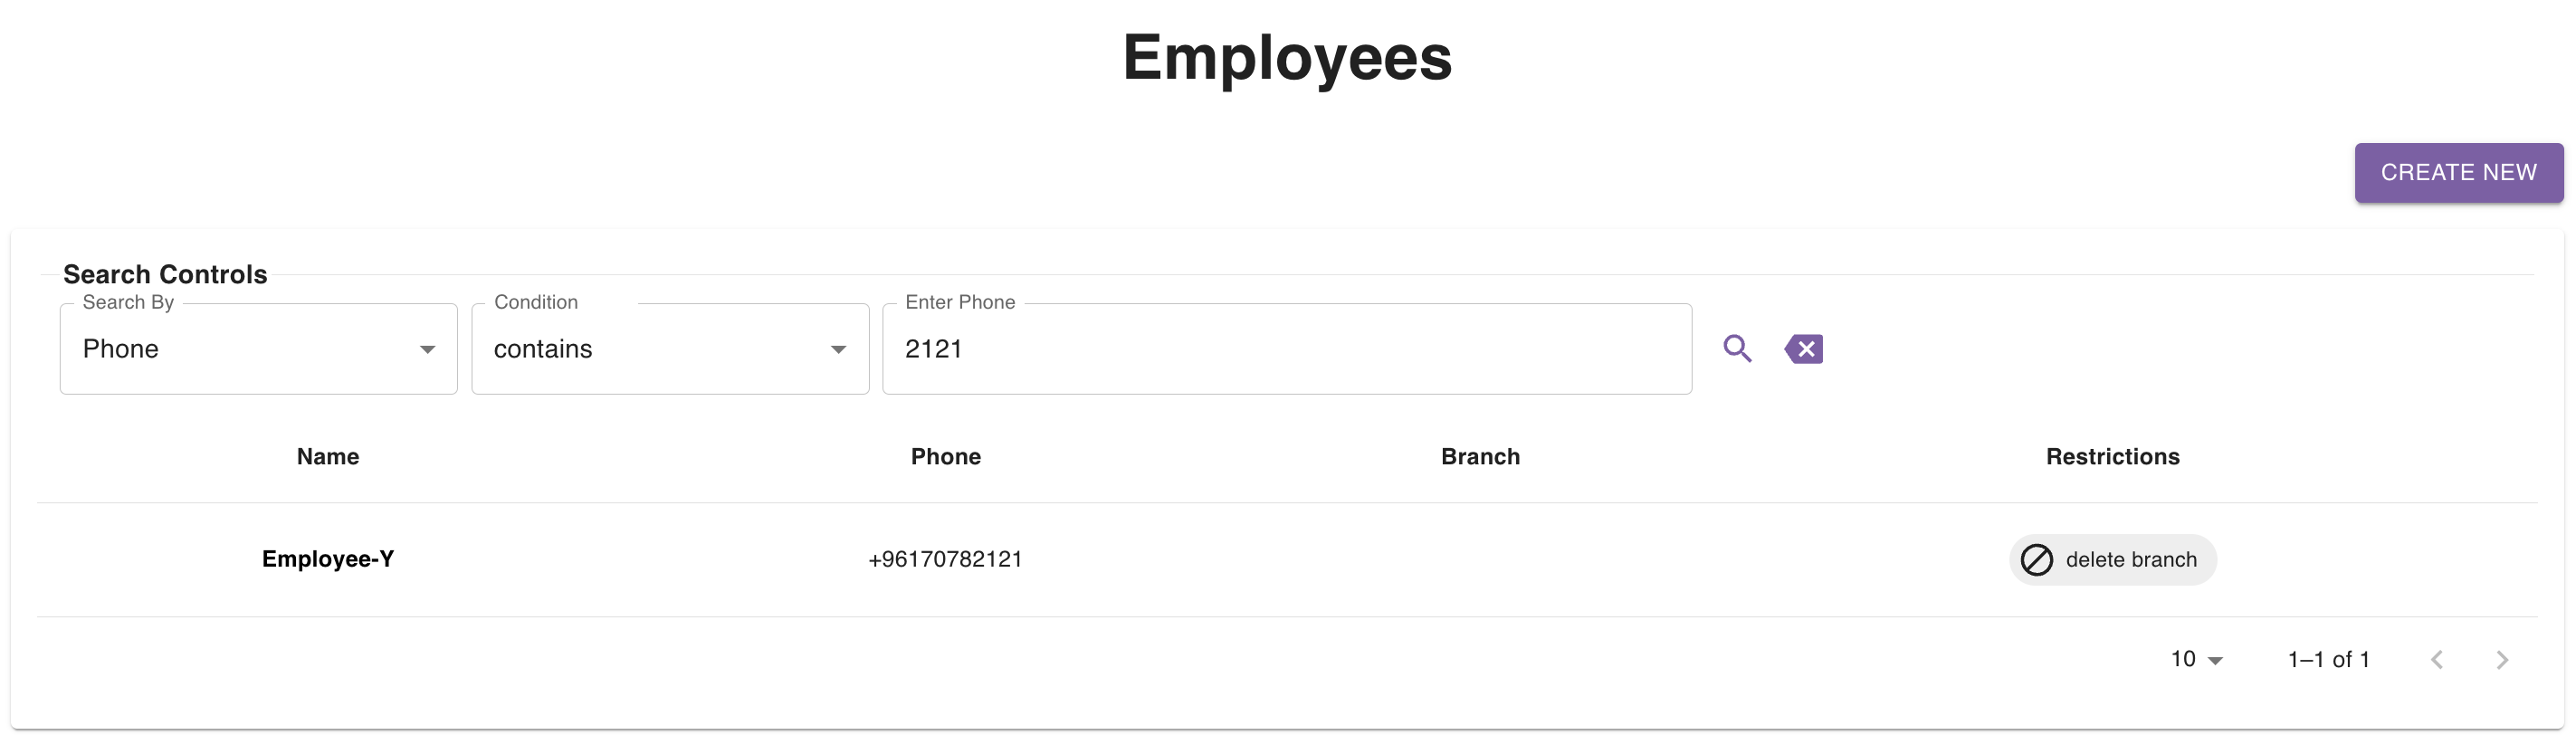 Employees
CREATE NEW
Search Controls
Search By Condition Enter Phone
Phone contains 2121
Name Phone Branch Restrictions
Employee-Y +96170782121 delete branch
10 1–1 of 1